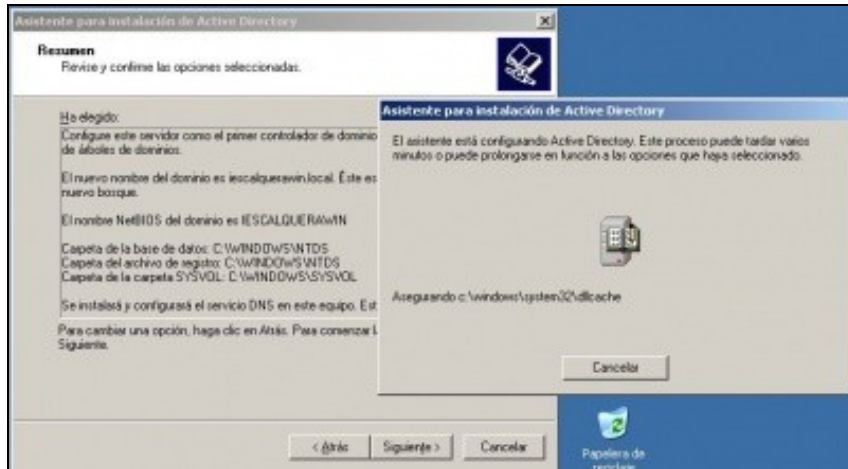 Asistente para instalación de Active Directory
Resumen
Revise y confirme las opciones seleccionadas.
Ha elegido:
Configure este servidor como el primer controlador de dominio
de árboles de dominios.
El nuevo nombre del dominio es iescalquerawin.local. Éste es
nuevo bosque.
El nombre NetBIOS del dominio es IESCALQUERAWIN
Carpeta de la base de datos: C:\WINDOWS\NTDS
Carpeta del archivo de registro: C:\WINDOWS\NTDS
Carpeta de la carpeta SYSVOL: C:\WINDOWS\SYSVOL
Se instalará y configurará el servicio DNS en este equipo. Est
Para cambiar una opción, haga clic en Atrás. Para comenzar l
Siguiente.
< Atrás
Siguiente >
Cancelar
Asistente para instalación de Active Directory
El asistente está configurando Active Directory. Este proceso puede tardar varios
minutos o puede prolongarse en función a las opciones que haya seleccionado.
Asegurando c:\windows\system32\dllcache
Cancelar
Papelera de
reciclaje